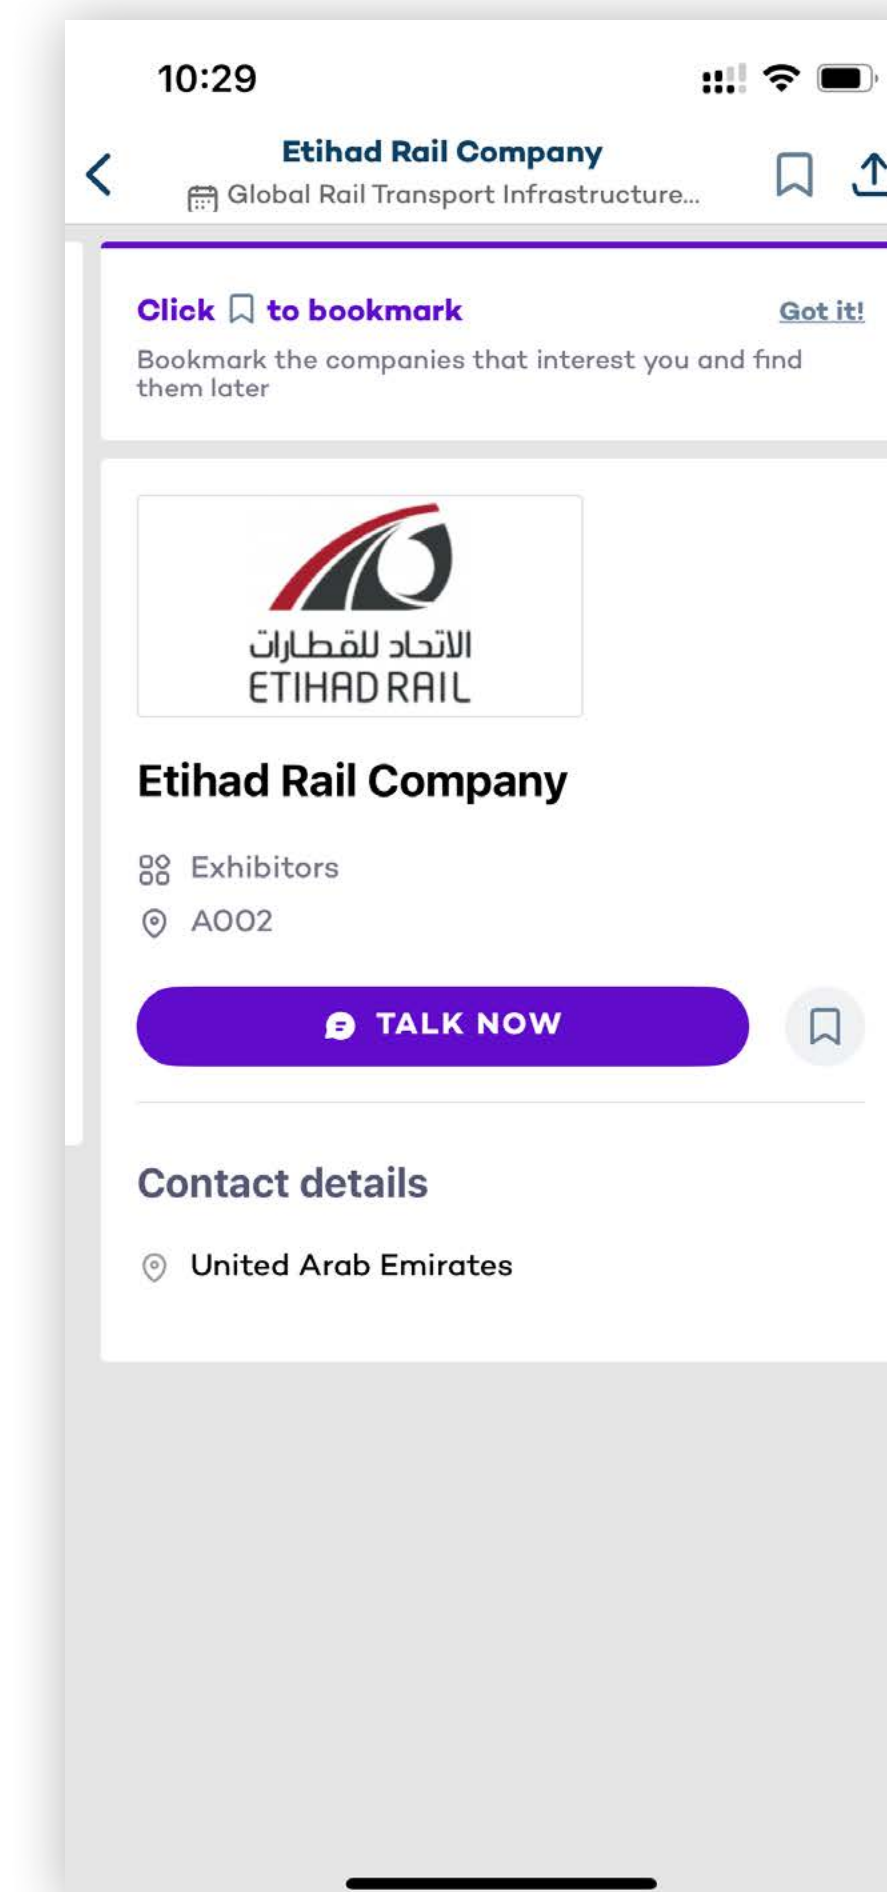 10:29
Etihad Rail Company
Global Rail Transport Infrastructure...
Click to bookmark
Got it!
Bookmark the companies that interest you and find
them later
الاتحاد للقطارات
ETIHAD RAIL
Etihad Rail Company
Exhibitors
A002
TALK NOW
Contact details
United Arab Emirates